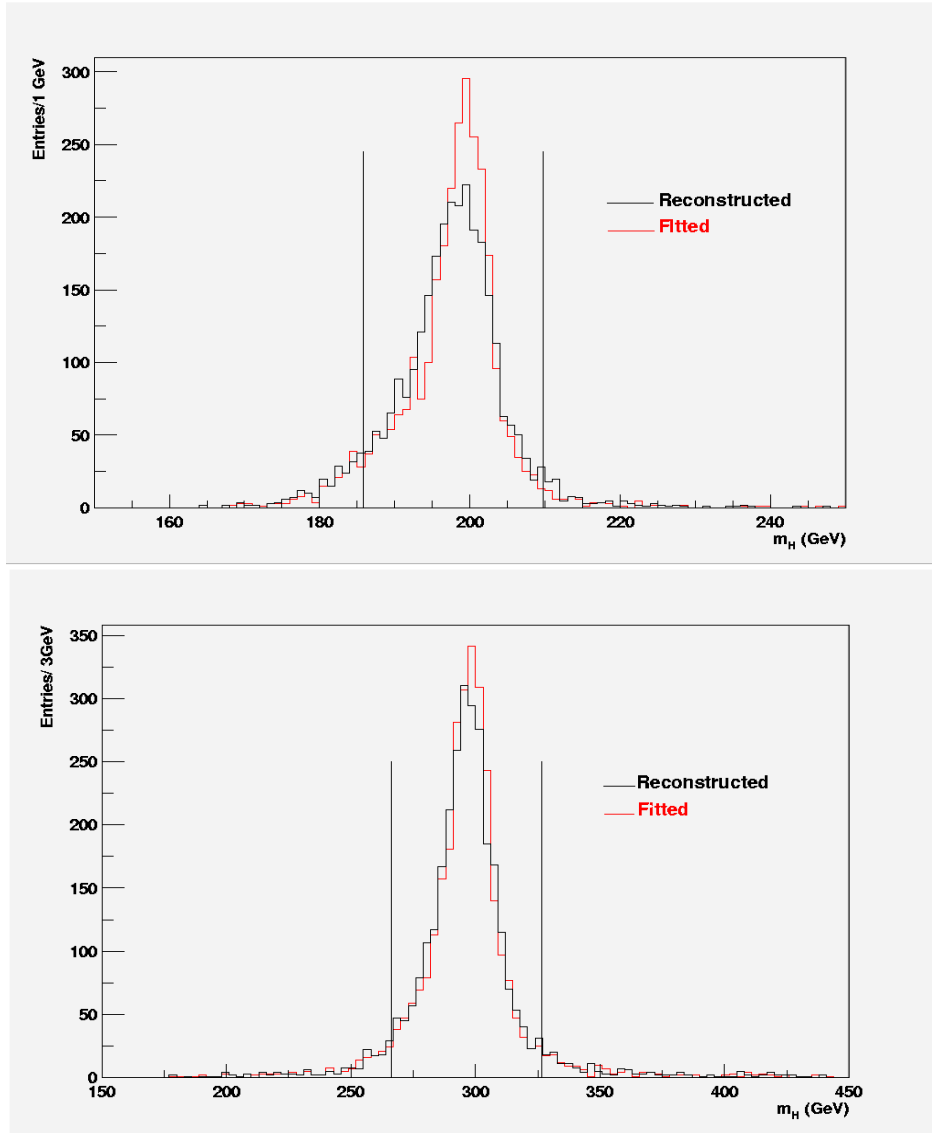 Entries/1 GeV
300
250
200
150
100
50
0
Reconstructed
FItted
160 180 200 220 240
m_H (GeV)
Entries/ 3GeV
350
300
250
200
150
100
50
0
Reconstructed
Fitted
150 200 250 300 350 400 450
m_H (GeV)